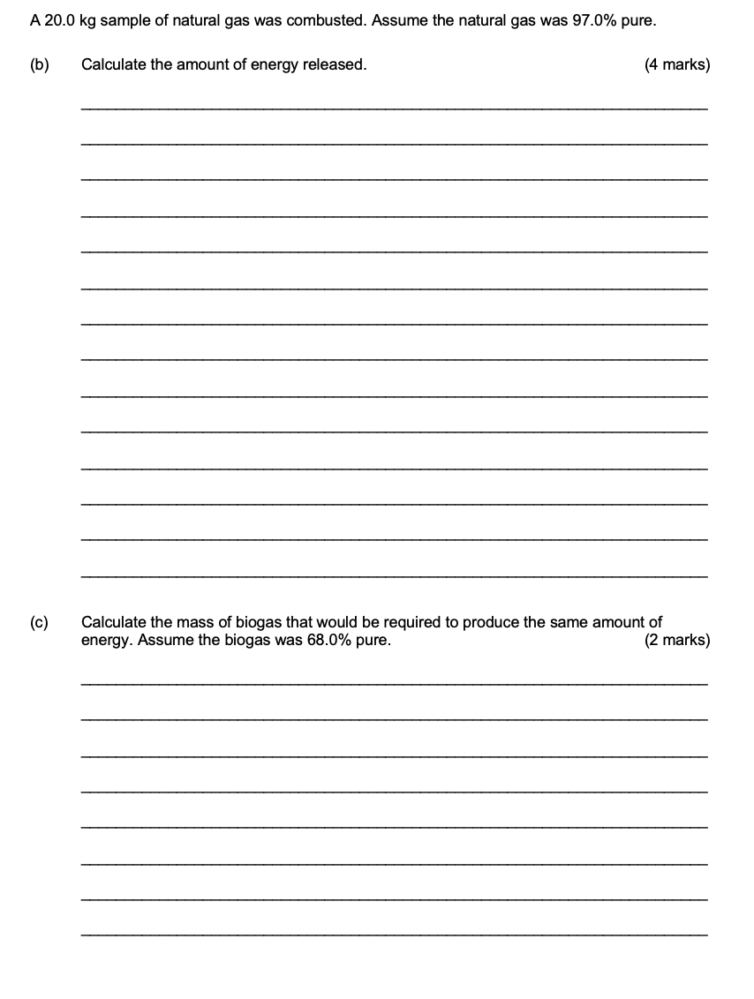 A 20.0 kg sample of natural gas was combusted. Assume the natural gas was 97.0% pure.
(b) Calculate the amount of energy released. (4 marks)
(c) Calculate the mass of biogas that would be required to produce the same amount of
energy. Assume the biogas was 68.0% pure. (2 marks)